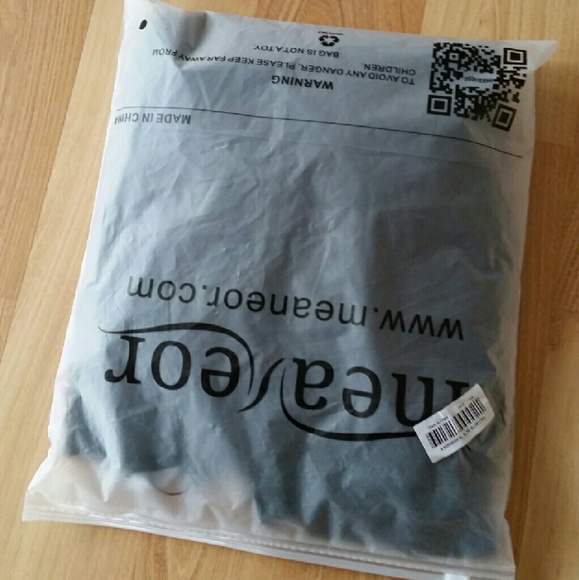 meaneor
www.meaneor.com
MADE IN CHINA
WARNING
TO AVOID ANY DANGER, PLEASE KEEP FAR AWAY FROM
CHILDREN.
BAG IS NOT A TOY.